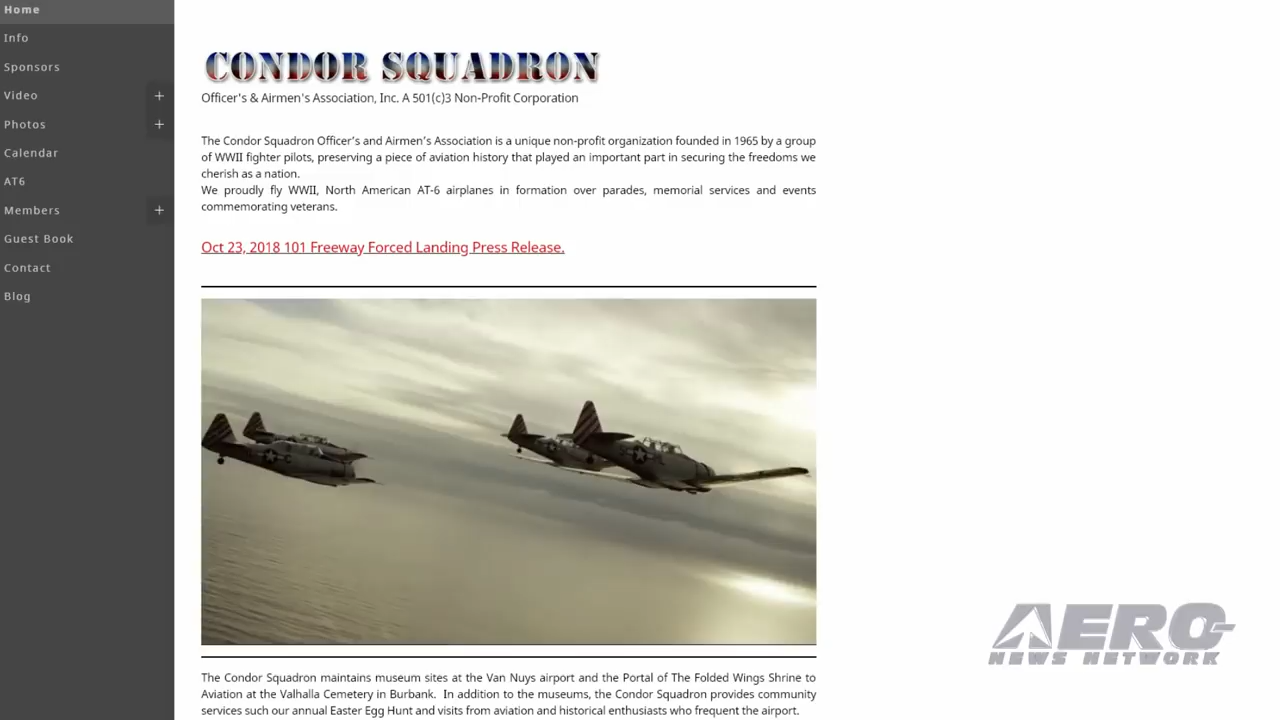 Home
Info
Sponsors
Video +
Photos +
Calendar
AT6
Members +
Guest Book
Contact
Blog
CONDOR SQUADRON
Officer's & Airmen's Association, Inc. A 501(c)3 Non-Profit Corporation
The Condor Squadron Officer’s and Airmen’s Association is a unique non-profit organization founded in 1965 by a group
of WWII fighter pilots, preserving a piece of aviation history that played an important part in securing the freedoms we
cherish as a nation.
We proudly fly WWII, North American AT-6 airplanes in formation over parades, memorial services and events
commemorating veterans.
Oct 23, 2018 101 Freeway Forced Landing Press Release.
The Condor Squadron maintains museum sites at the Van Nuys airport and the Portal of The Folded Wings Shrine to
Aviation at the Valhalla Cemetery in Burbank. In addition to the museums, the Condor Squadron provides community
services such our annual Easter Egg Hunt and visits from aviation and historical enthusiasts who frequent the airport.
AERO
NEWS NETWORK